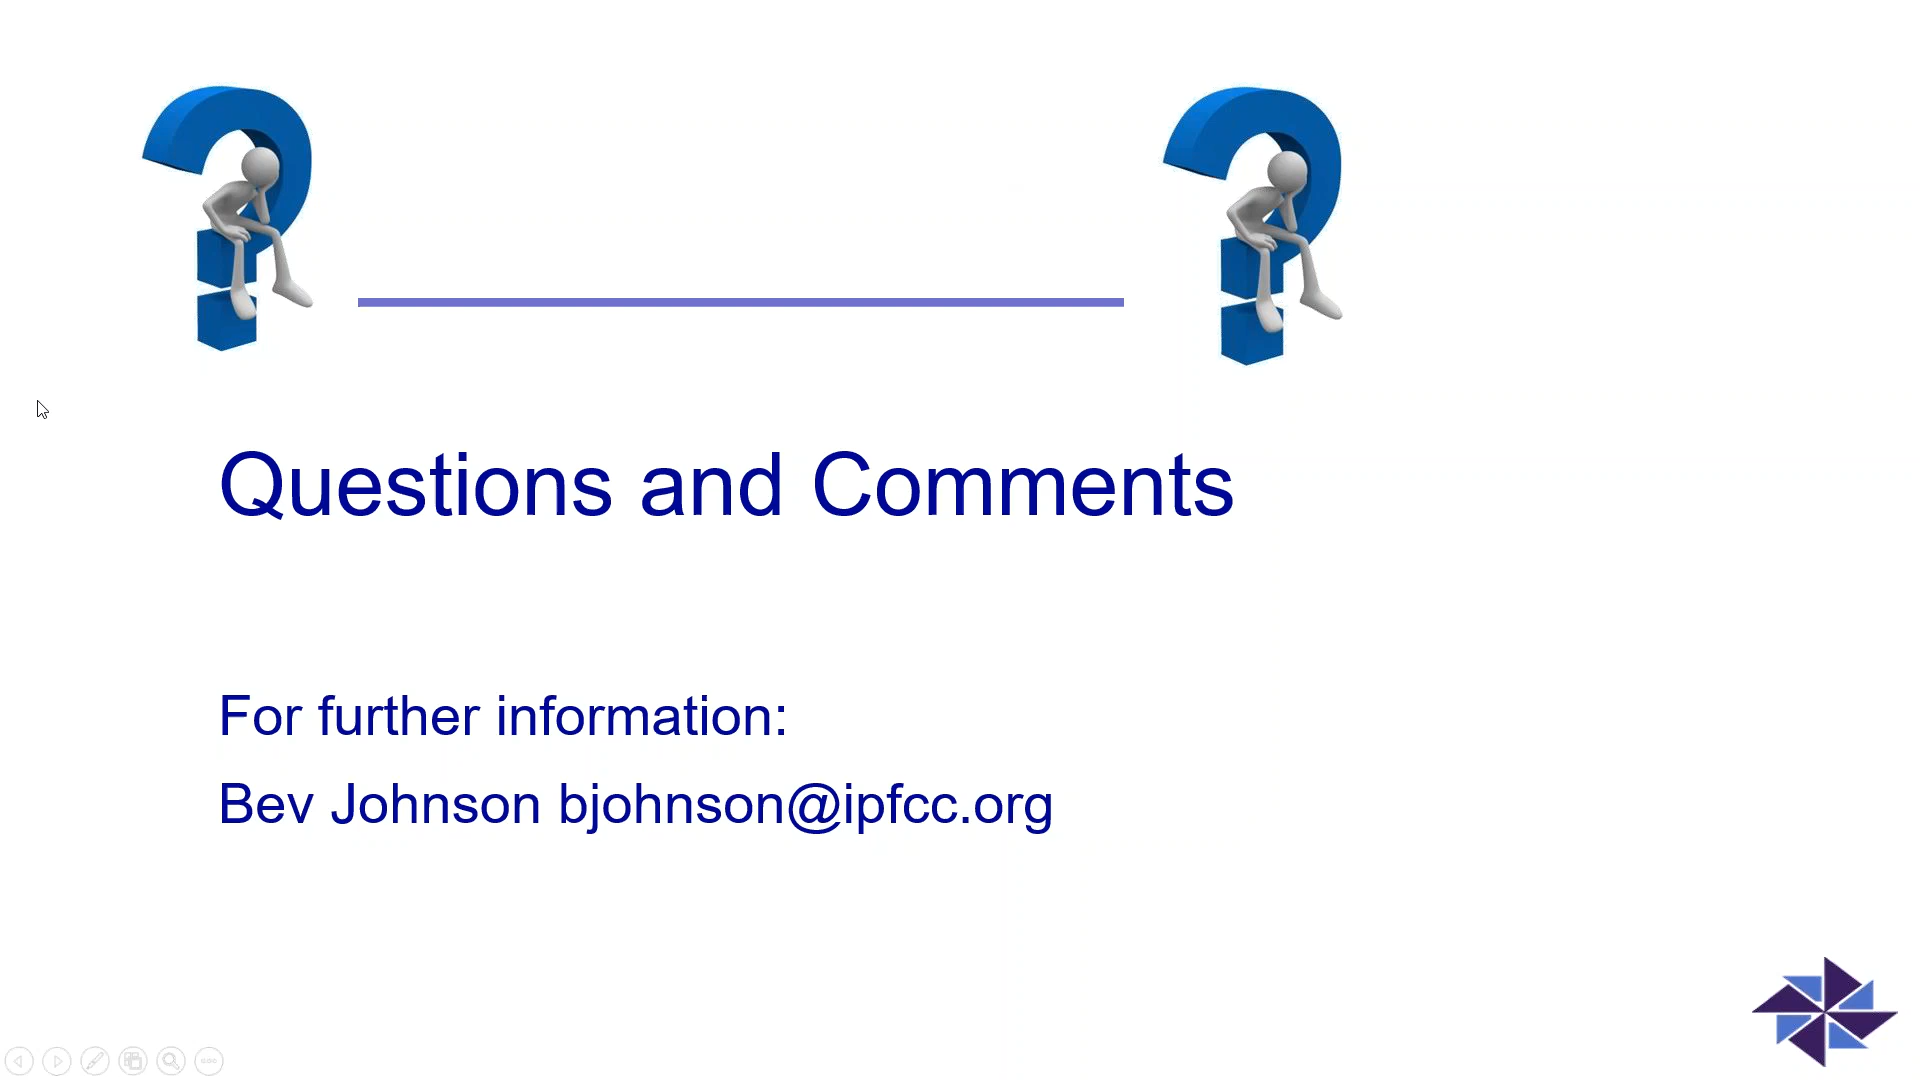 Questions and Comments
For further information:
Bev Johnson bjohnson@ipfcc.org